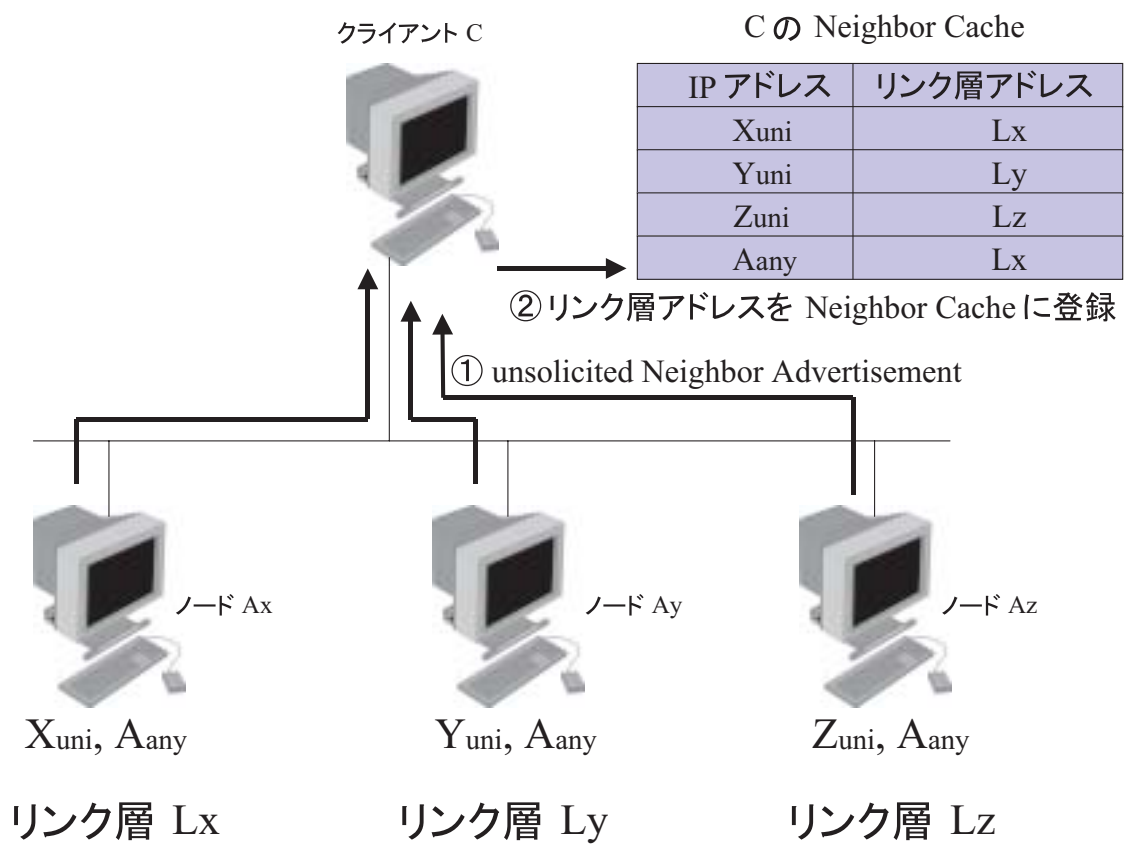 クライアント C
C の Neighbor Cache
IP アドレス リンク層アドレス
Xuni Lx
Yuni Ly
Zuni Lz
Aany Lx
② リンク層アドレスを Neighbor Cache に登録
① unsolicited Neighbor Advertisement
ノード Ax
ノード Ay
ノード Az
Xuni, Aany
Yuni, Aany
Zuni, Aany
リンク層 Lx
リンク層 Ly
リンク層 Lz